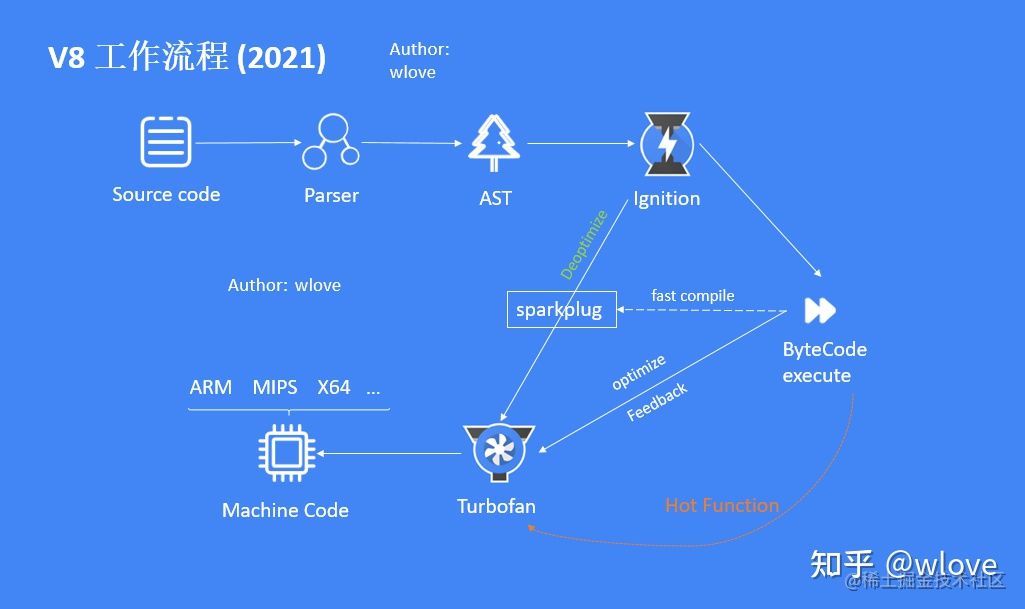 V8 工作流程 (2021)
Author:
wlove
Source code
Parser
AST
Ignition
Deoptimize
Author: wlove
sparkplug
fast compile
ByteCode
execute
optimize
Feedback
ARM MIPS X64 ...
Machine Code
Turbofan
Hot Function
知乎 @wlove
@稀土掘金技术社区